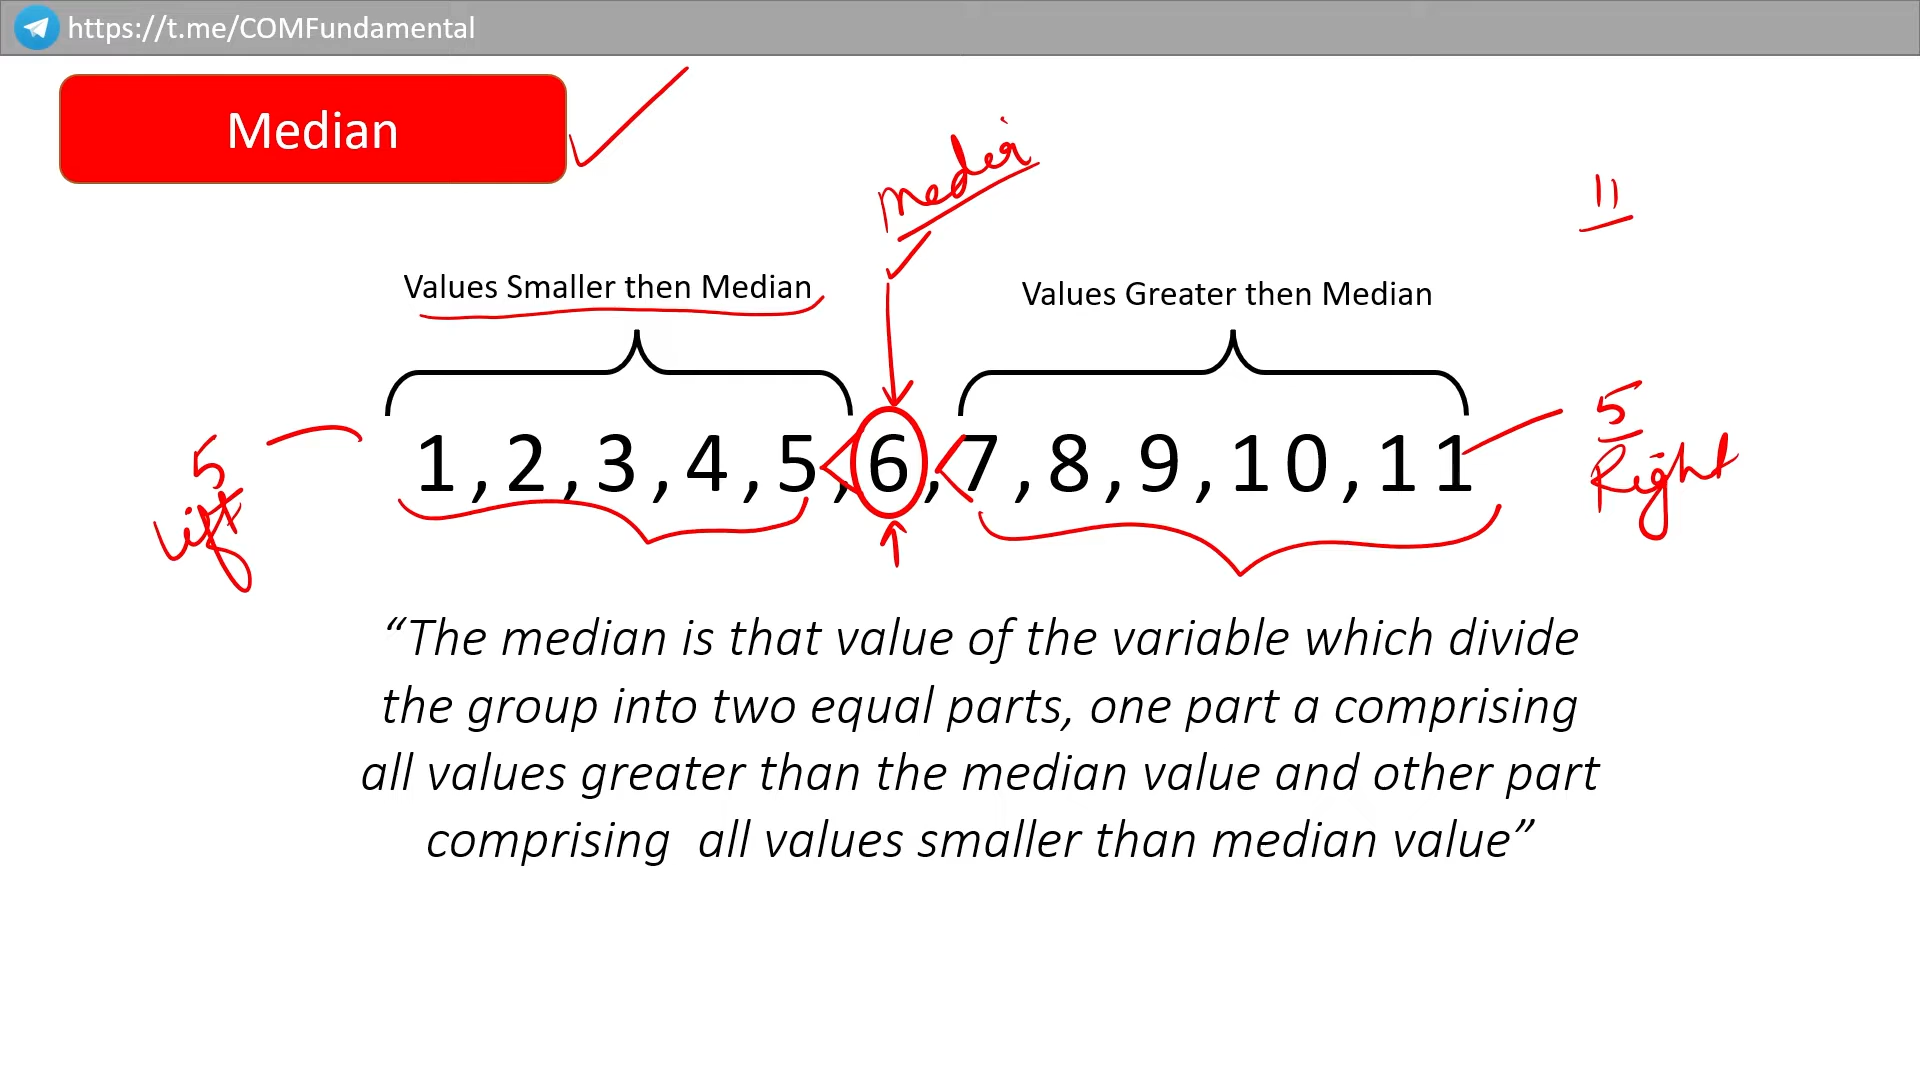 https://t.me/COMFundamental
Median
11
Values Smaller then Median
Values Greater then Median
5
Left
1,2,3,4,5,6,7,8,9,10,11
5
Right
“The median is that value of the variable which divide
the group into two equal parts, one part a comprising
all values greater than the median value and other part
comprising all values smaller than median value”